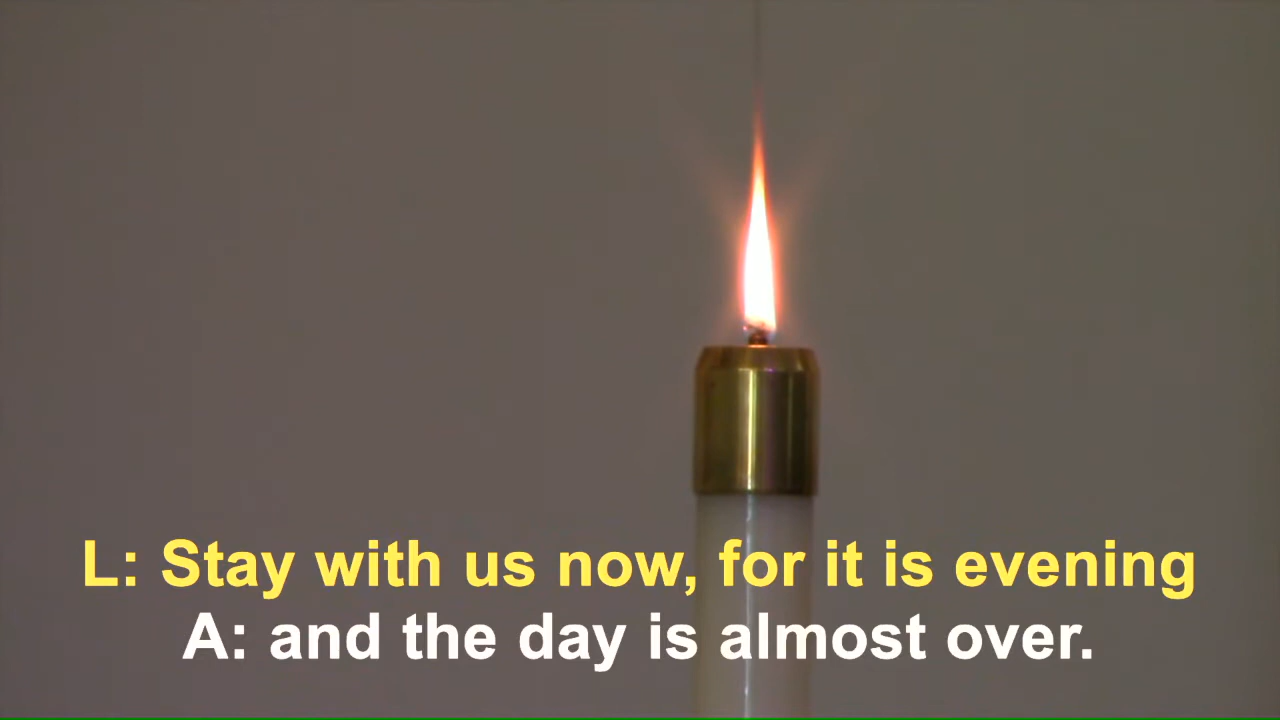 L: Stay with us now, for it is evening
A: and the day is almost over.